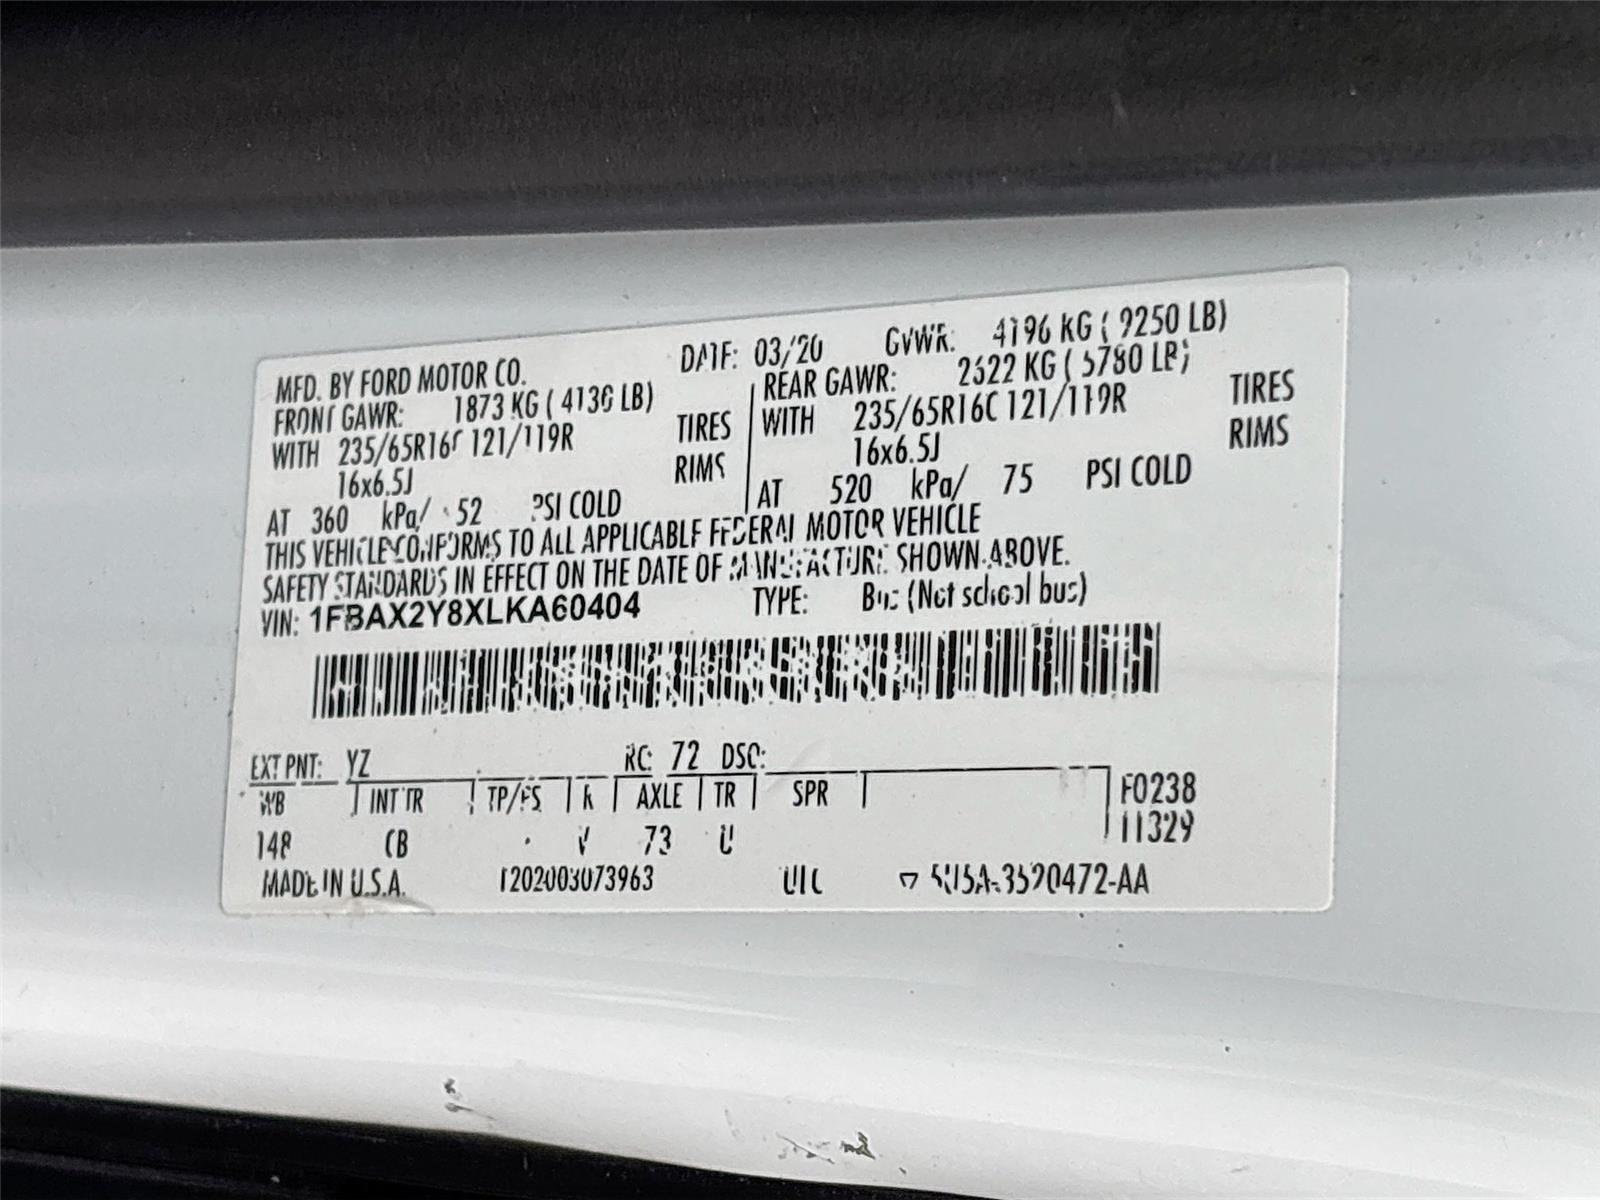 MFD. BY FORD MOTOR CO. DATE: 03/20 GVWR: 4196 KG ( 9250 LB)
FRONT GAWR: 1873 KG ( 4130 LB) REAR GAWR: 2622 KG ( 5780 LB)
WITH 235/65R16C 121/119R TIRES WITH 235/65R16C 121/119R TIRES
16x6.5J RIMS 16x6.5J RIMS
AT 360 kPa/ 52 PSI COLD AT 520 kPa/ 75 PSI COLD
THIS VEHICLE CONFORMS TO ALL APPLICABLE FEDERAL MOTOR VEHICLE
SAFETY STANDARDS IN EFFECT ON THE DATE OF MANUFACTURE SHOWN ABOVE.
VIN: 1FBAX2Y8XLKA60404 TYPE: Bus (Not school bus)
EXT PNT: YZ RC: 72 DSO:
WB INT TR TP/PS R AXLE TR SPR F0238
148 CB 73 U 11329
MADE IN U.S.A. 1202003073963